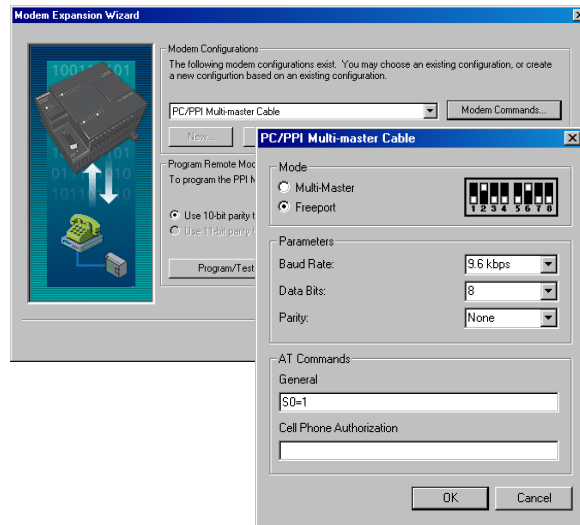 Modem Expansion Wizard
Modem Configurations
The following modem configurations exist. You may choose an existing configuration, or create
a new configurtion based on an existing configuration.
PC/PPI Multi-master Cable
Modem Commands...
New...
Program Remote Mod
To program the PPI M
Use 10-bit parity t
Use 11-bit parity t
Program/Test
PC/PPI Multi-master Cable
Mode
Multi-Master
Freeport
1 2 3 4 5 6 7 8
Parameters
Baud Rate: 9.6 kbps
Data Bits: 8
Parity: None
AT Commands
General
S0=1
Cell Phone Authorization
OK Cancel